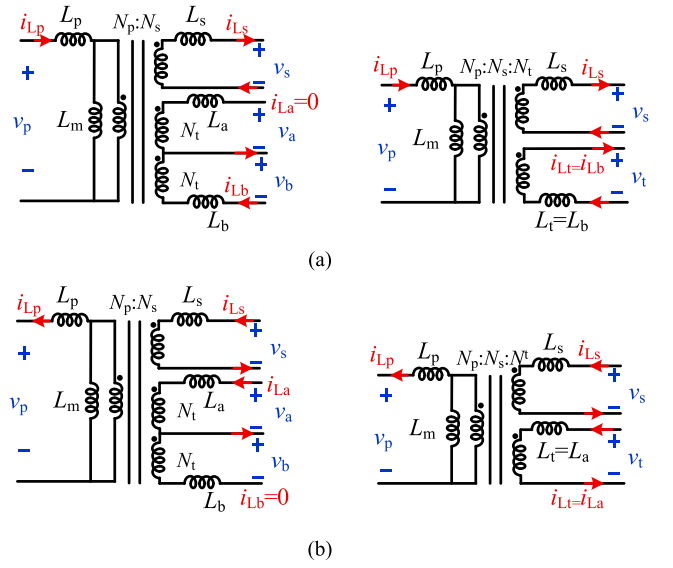 Lp Np:Ns Ls
iLp iLs
+ +
vs
−
iLa=0
+
vp Lm Nt La va
−
+
− Nt vb
iLb −
Lb
Lp Np:Ns:Nt Ls
iLp iLs
+ +
vs
Lm −
vp +
iLt=iLb
vt
− −
Lt=Lb
(a)
Lp Np:Ns Ls
iLp iLs
+ +
vs
−
iLa
+
vp Lm Nt La va
−
+
− Nt vb
−
Lb iLb=0
Lp Np:Ns:Nt Ls
iLp iLs
+ +
vs
Lm −
vp +
Lt=La vt
− −
iLt=iLa
(b)